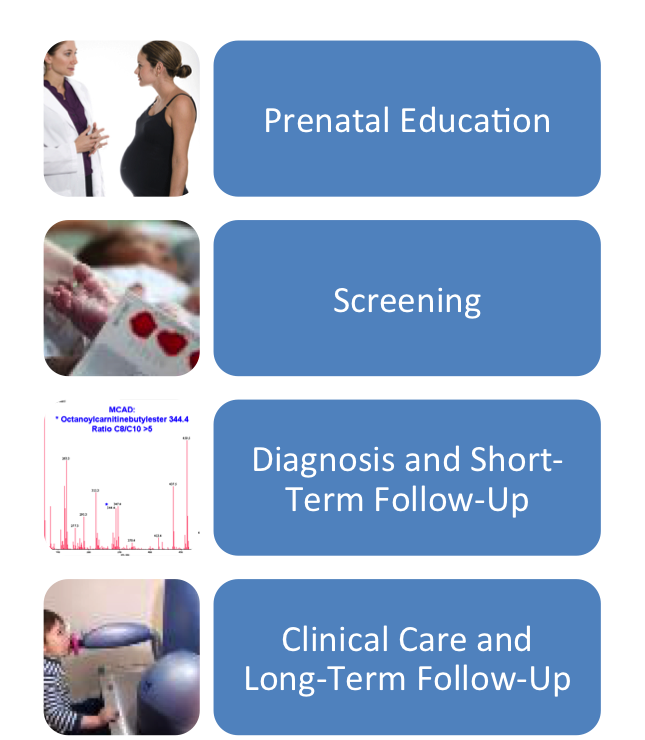 Prenatal Education
Screening
MCAD:
* Octanoylcarnitinebutylester 344.4
Ratio C8/C10 >5
Diagnosis and Short-
Term Follow-Up
Clinical Care and
Long-Term Follow-Up